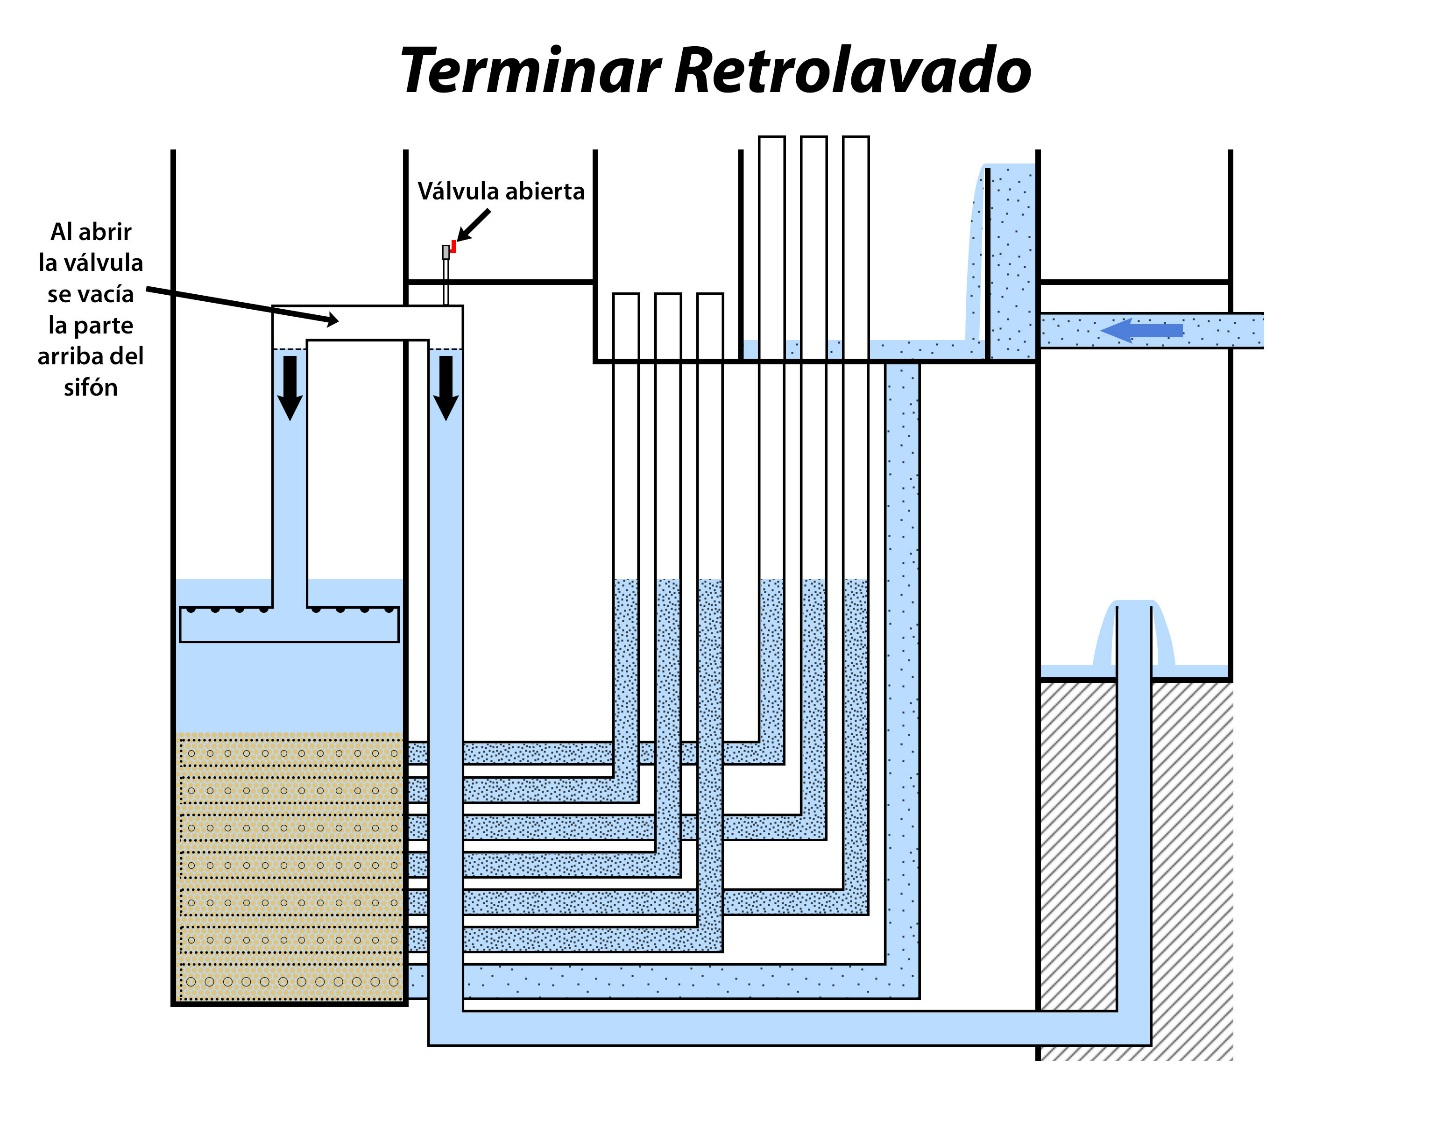 Terminar Retrolavado
Válvula abierta
Al abrir
la válvula
se vacía
la parte
arriba del
sifón